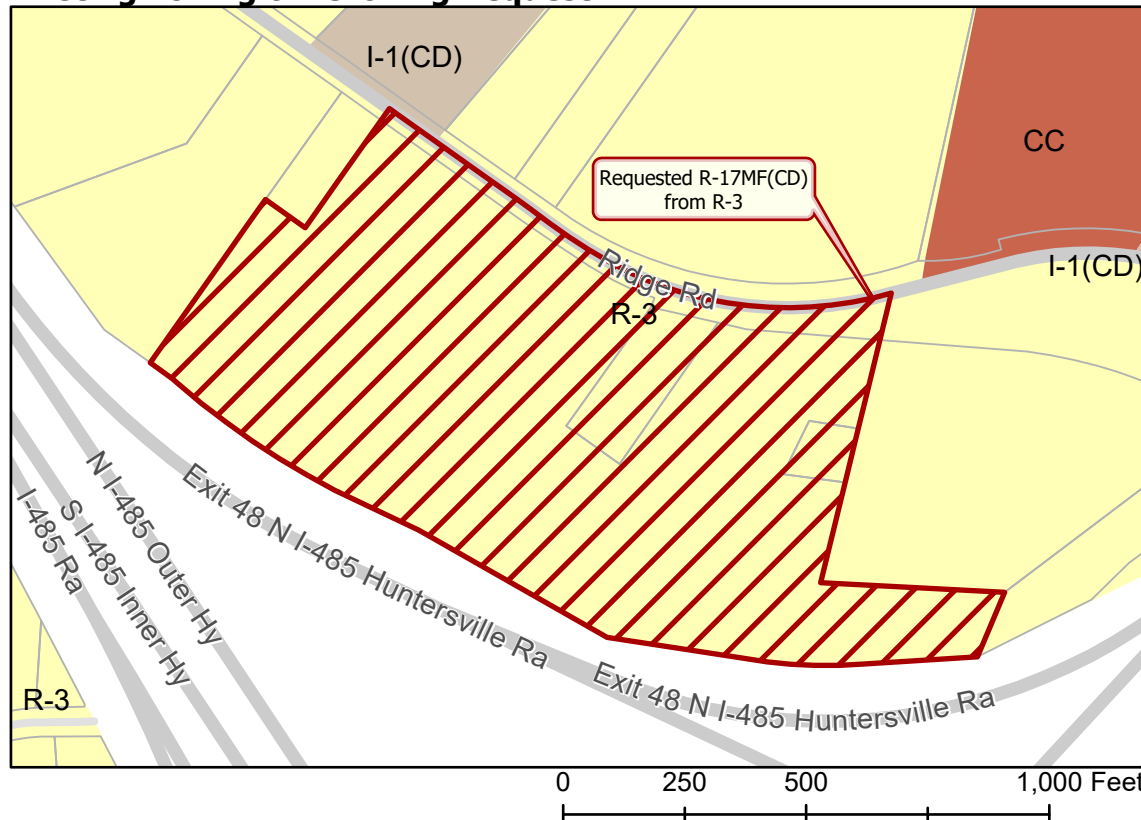 I-1(CD)
CC
Requested R-17MF(CD)
from R-3
I-1(CD)
Ridge Rd
R-3
N I-485 Outer Hy
S I-485 Inner Hy
I-485 Ra
Exit 48 N I-485 Huntersville Ra
Exit 48 N I-485 Huntersville Ra
R-3
0 250 500 1,000 Feet